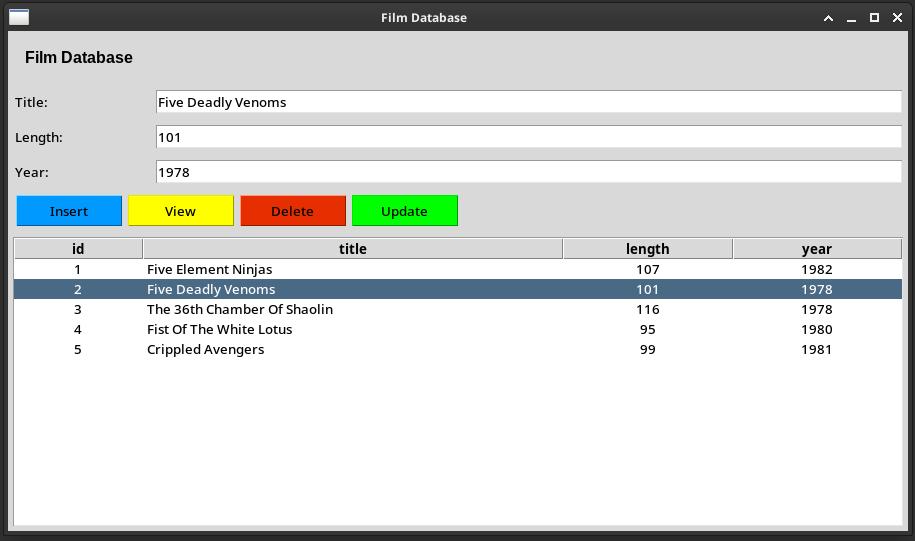 Film Database
Film Database
Title: Five Deadly Venoms
Length: 101
Year: 1978
Insert View Delete Update
id title length year
1 Five Element Ninjas 107 1982
2 Five Deadly Venoms 101 1978
3 The 36th Chamber Of Shaolin 116 1978
4 Fist Of The White Lotus 95 1980
5 Crippled Avengers 99 1981